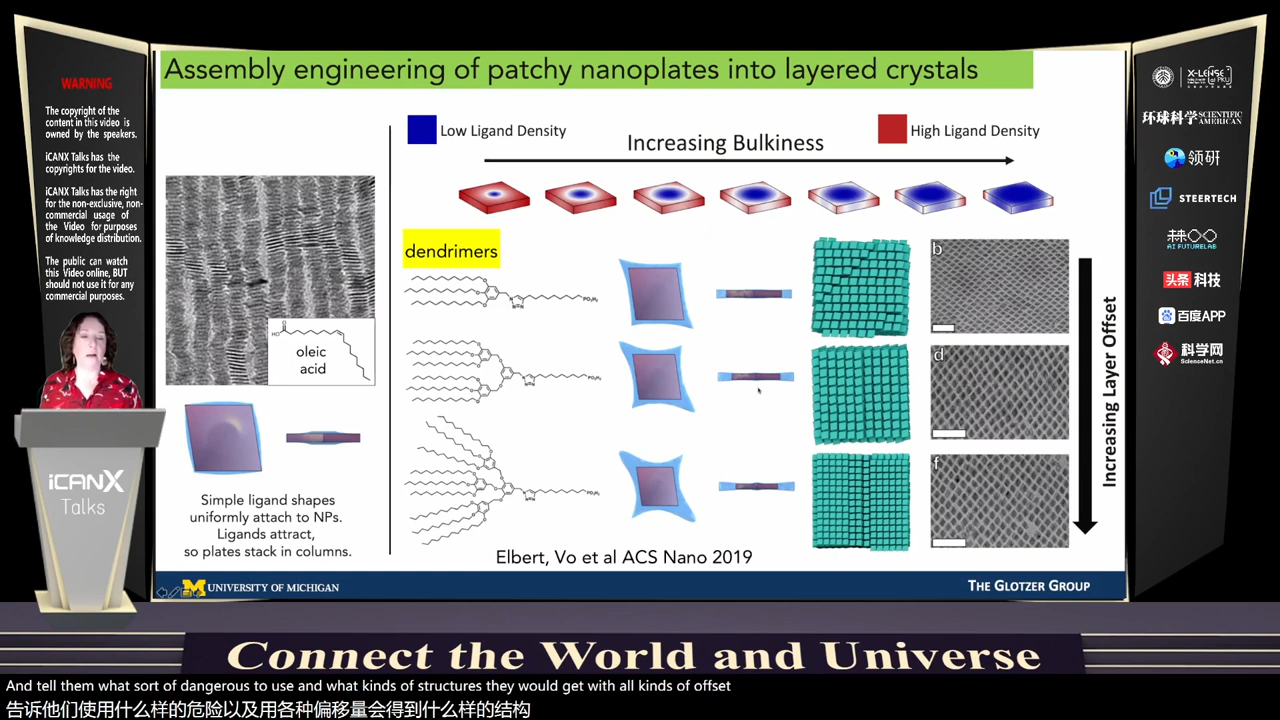 WARNING
The copyright of the
content in this video is
owned by the speakers.
iCANX Talks has the
copyrights for the video.
iCANX Talks has the right
for the non-exclusive, non-
commercial usage of
the Video for purposes
of knowledge distribution.
The public can watch
this Video online, BUT
should not use it for any
commercial purposes.
iCANX
Talks
Assembly engineering of patchy nanoplates into layered crystals
Low Ligand Density
Increasing Bulkiness
High Ligand Density
oleic
acid
HO
O
Simple ligand shapes
uniformly attach to NPs.
Ligands attract,
so plates stack in columns.
dendrimers
b
d
f
Increasing Layer Offset
Elbert, Vo et al ACS Nano 2019
M UNIVERSITY OF MICHIGAN
THE GLOTZER GROUP
X-LENSE
环球科学 SCIENTIFIC AMERICAN
领研
STEERTECH
AI FUTURELAB
头条 科技
百度APP
科学网
ScienceNet.cn
Connect the World and Universe
And tell them what sort of dangerous to use and what kinds of structures they would get with all kinds of offset
告诉他们使用什么样的危险以及用各种偏移量会得到什么样的结构